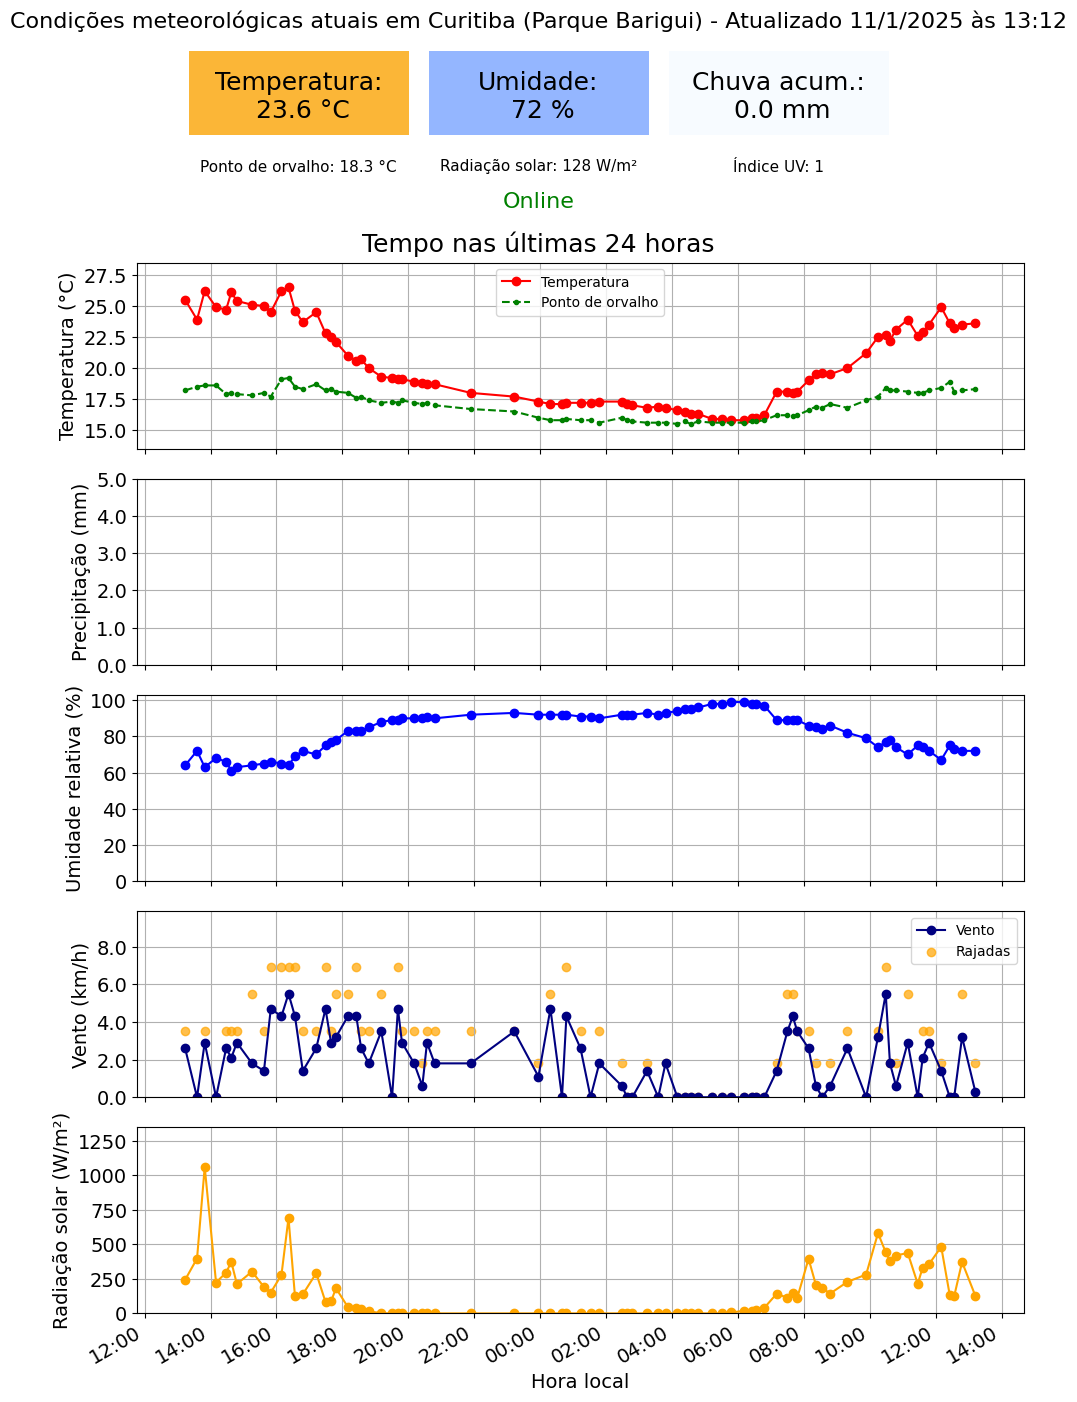 Condições meteorológicas atuais em Curitiba (Parque Barigui) - Atualizado 11/1/2025 às 13:12
Temperatura:
23.6 °C
Umidade:
72 %
Chuva acum.:
0.0 mm
Ponto de orvalho: 18.3 °C
Radiação solar: 128 W/m²
Índice UV: 1
Online
Tempo nas últimas 24 horas
Temperatura (°C)
27.5
25.0
22.5
20.0
17.5
15.0
Temperatura
Ponto de orvalho
Precipitação (mm)
5.0
4.0
3.0
2.0
1.0
0.0
Umidade relativa (%)
100
80
60
40
20
0
Vento (km/h)
8.0
6.0
4.0
2.0
0.0
Vento
Rajadas
Radiação solar (W/m²)
1250
1000
750
500
250
0
12:00
14:00
16:00
18:00
20:00
22:00
00:00
02:00
04:00
06:00
08:00
10:00
12:00
14:00
Hora local